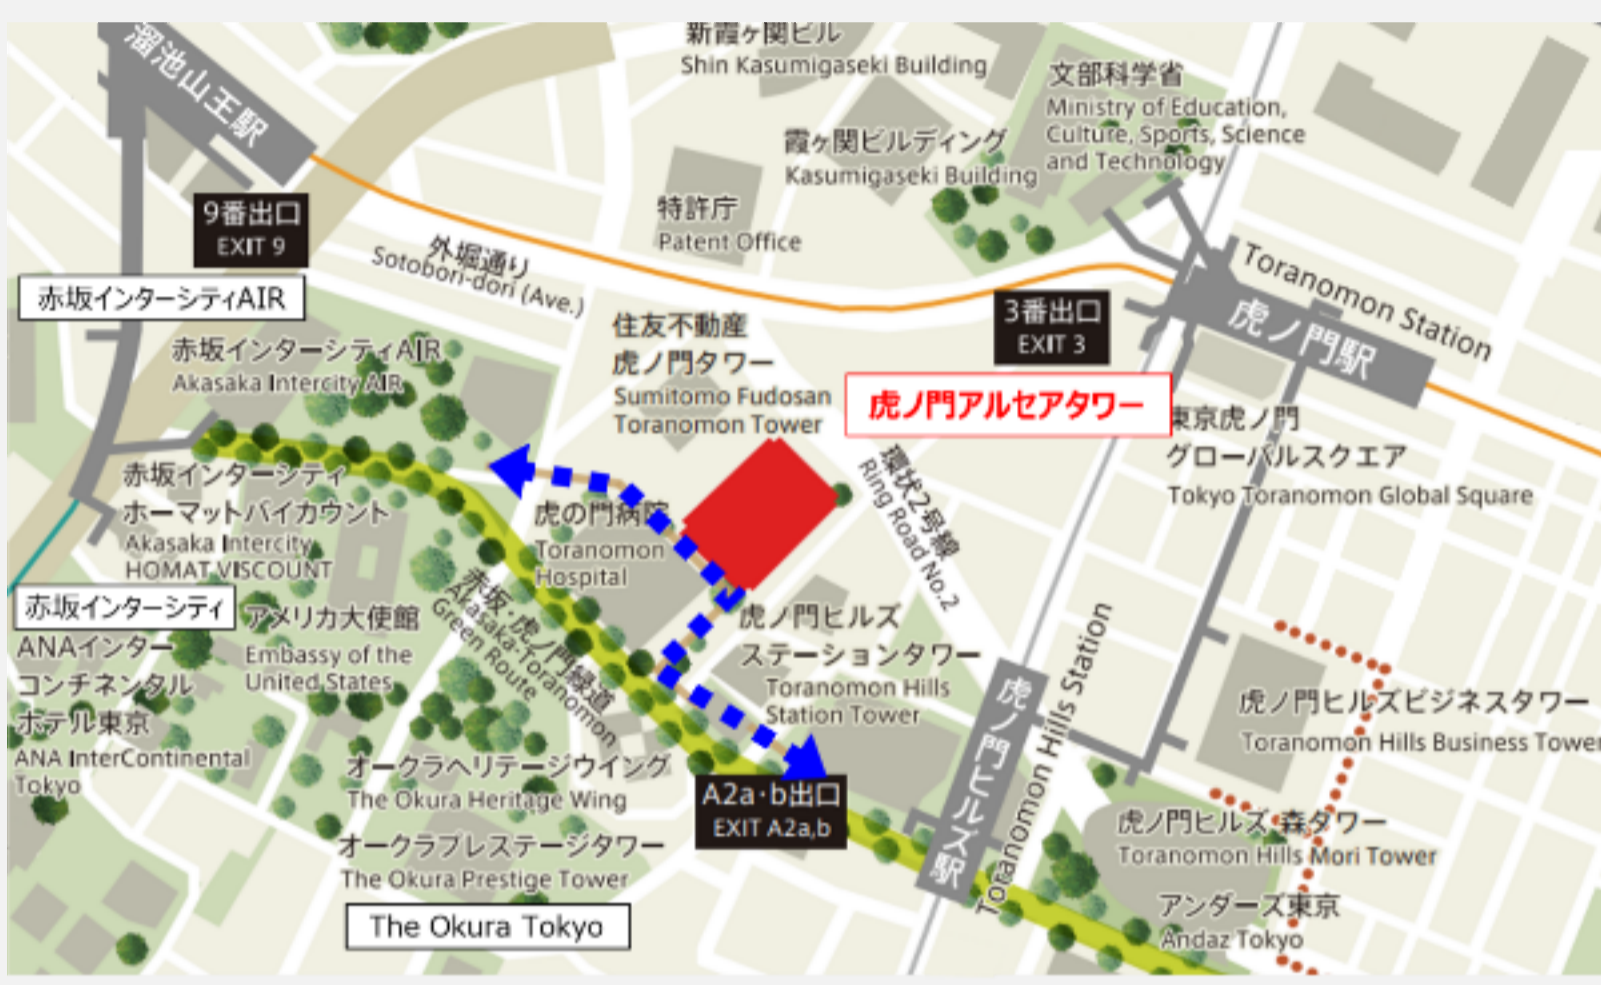 新霞ヶ関ビル
Shin Kasumigaseki Building
溜池山王駅
文部科学省
Ministry of Education,
Culture, Sports, Science
and Technology
霞ヶ関ビルディング
Kasumigaseki Building
特許庁
Patent Office
9番出口
EXIT 9
外堀通り
Sotobori-dori (Ave.)
Toranomon Station
虎ノ門駅
赤坂インターシティAIR
3番出口
EXIT 3
住友不動産
虎ノ門タワー
Sumitomo Fudosan
Toranomon Tower
赤坂インターシティAIR
Akasaka Intercity AIR
虎ノ門アルセアタワー
東京虎ノ門
グローバルスクエア
Tokyo Toranomon Global Square
環状2号線
Ring Road No.2
赤坂インターシティ
ホーマットバイカウント
Akasaka Intercity
HOMAT VISCOUNT
虎の門病院
Toranomon
Hospital
赤坂・虎ノ門緑道
Akasaka-Toranomon
Green Route
赤坂インターシティ
アメリカ大使館
Embassy of the
United States
ANAインター
コンチネンタル
ホテル東京
ANA InterContinental
Tokyo
虎ノ門ヒルズ
ステーションタワー
Toranomon Hills
Station Tower
虎ノ門ヒルズ駅
Toranomon Hills Station
虎ノ門ヒルズビジネスタワー
Toranomon Hills Business Tower
オークラヘリテージウイング
The Okura Heritage Wing
A2a・b出口
EXIT A2a,b
オークラプレステージタワー
The Okura Prestige Tower
虎ノ門ヒルズ 森タワー
Toranomon Hills Mori Tower
The Okura Tokyo
アンダーズ東京
Andaz Tokyo